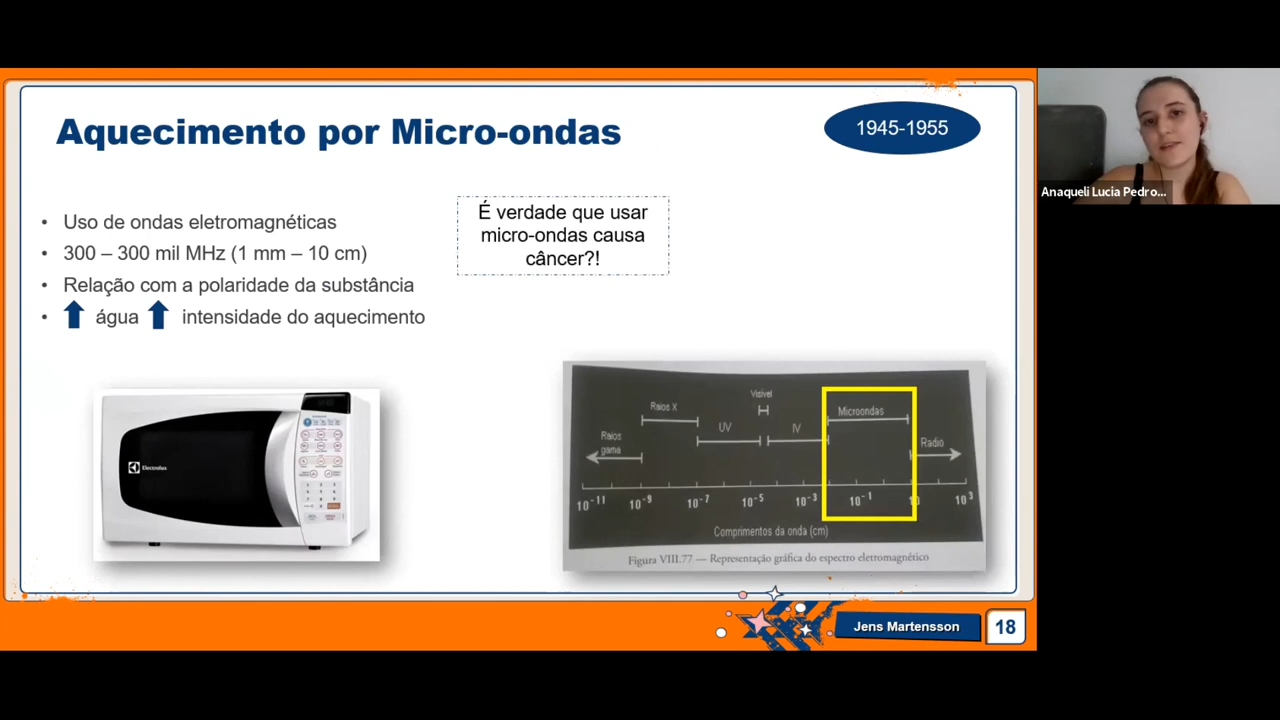 Aquecimento por Micro-ondas
1945-1955
• Uso de ondas eletromagnéticas
• 300 – 300 mil MHz (1 mm – 10 cm)
• Relação com a polaridade da substância
• água intensidade do aquecimento
É verdade que usar
micro-ondas causa
câncer?!
Electrolux
Visível
Raios X
Microondas
UV
IV
Raios
gama
Radio
10⁻¹¹ 10⁻⁹ 10⁻⁷ 10⁻⁵ 10⁻³ 10⁻¹ 10 10³
Comprimentos da onda (cm)
Figura VIII.77 — Representação gráfica do espectro eletromagnético
Jens Martensson
18
Anaqueli Lucia Pedro...